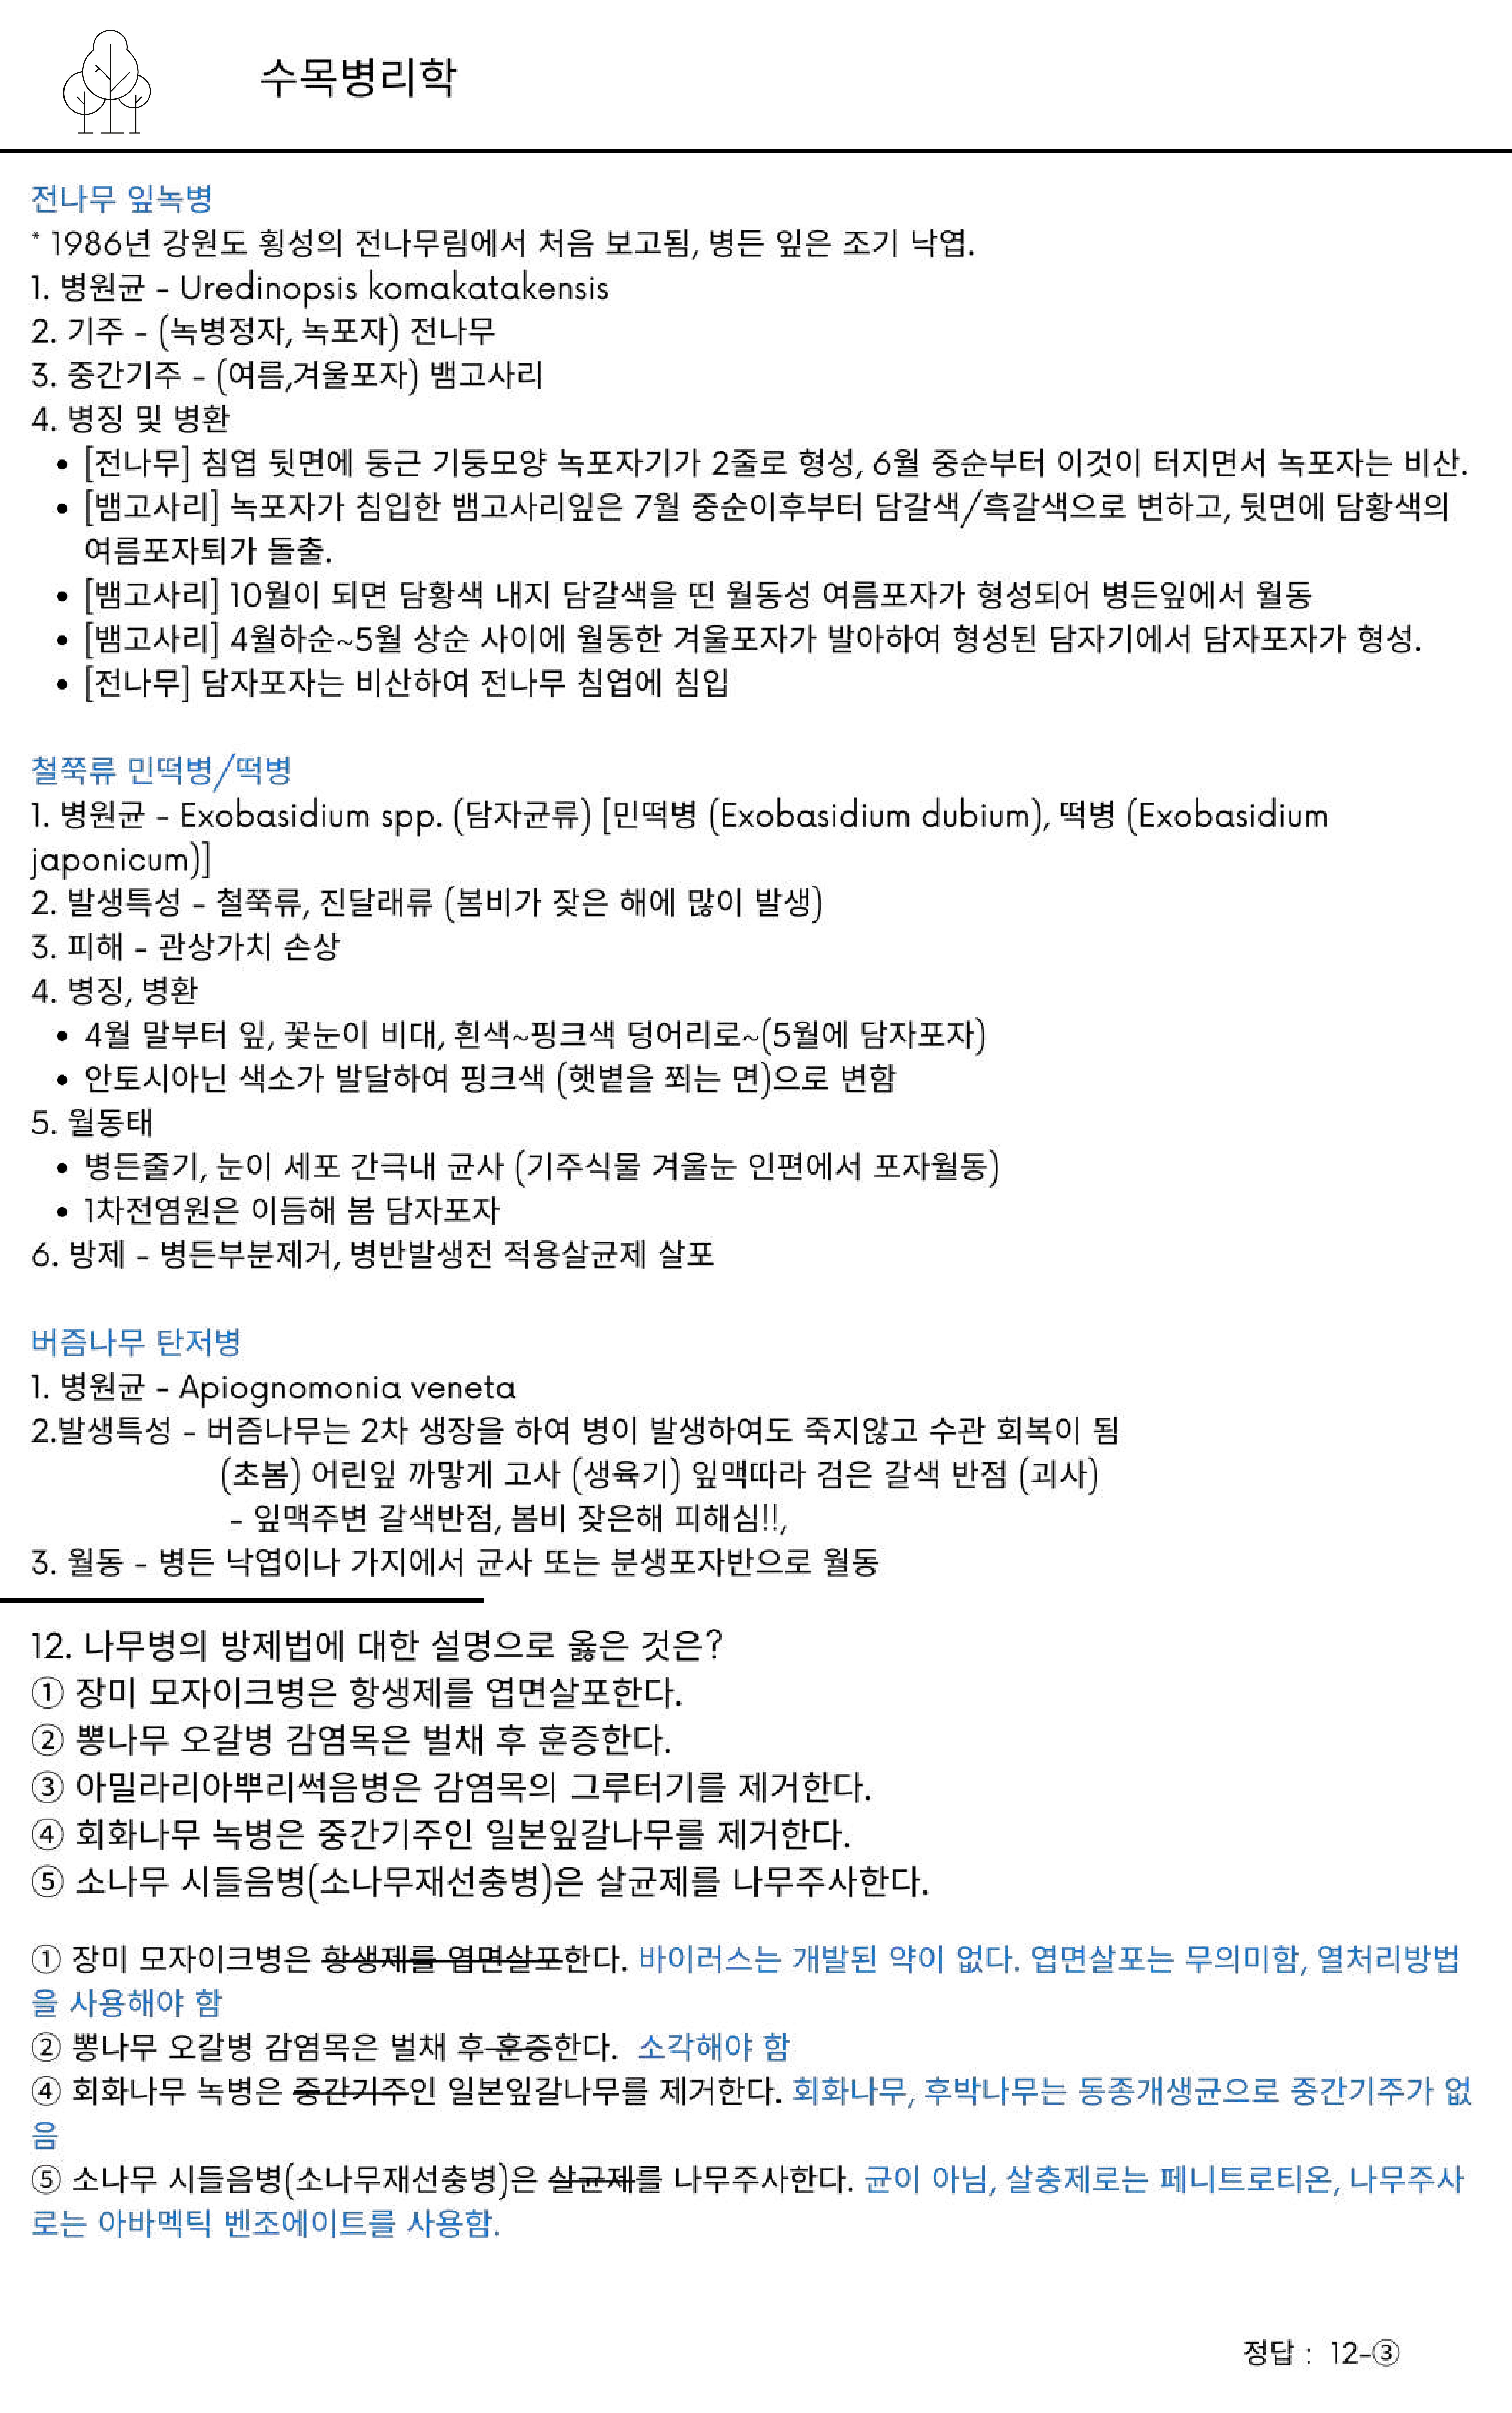 수목병리학
전나무 잎녹병
* 1986년 강원도 횡성의 전나무림에서 처음 보고됨, 병든 잎은 조기 낙엽.
1. 병원균 - Uredinopsis komakatakensis
2. 기주 - (녹병정자, 녹포자) 전나무
3. 중간기주 - (여름,겨울포자) 뱀고사리
4. 병징 및 병환
• [전나무] 침엽 뒷면에 둥근 기둥모양 녹포자기가 2줄로 형성, 6월 중순부터 이것이 터지면서 녹포자는 비산.
• [뱀고사리] 녹포자가 침입한 뱀고사리잎은 7월 중순이후부터 담갈색/흑갈색으로 변하고, 뒷면에 담황색의
여름포자퇴가 돌출.
• [뱀고사리] 10월이 되면 담황색 내지 담갈색을 띤 월동성 여름포자가 형성되어 병든잎에서 월동
• [뱀고사리] 4월하순~5월 상순 사이에 월동한 겨울포자가 발아하여 형성된 담자기에서 담자포자가 형성.
• [전나무] 담자포자는 비산하여 전나무 침엽에 침입
철쭉류 민떡병/떡병
1. 병원균 - Exobasidium spp. (담자균류) [민떡병 (Exobasidium dubium), 떡병 (Exobasidium
japonicum)]
2. 발생특성 - 철쭉류, 진달래류 (봄비가 잦은 해에 많이 발생)
3. 피해 - 관상가치 손상
4. 병징, 병환
• 4월 말부터 잎, 꽃눈이 비대, 흰색~핑크색 덩어리로~(5월에 담자포자)
• 안토시아닌 색소가 발달하여 핑크색 (햇볕을 쬐는 면)으로 변함
5. 월동태
• 병든줄기, 눈이 세포 간극내 균사 (기주식물 겨울눈 인편에서 포자월동)
• 1차전염원은 이듬해 봄 담자포자
6. 방제 - 병든부분제거, 병반발생전 적용살균제 살포
버즘나무 탄저병
1. 병원균 - Apiognomonia veneta
2.발생특성 - 버즘나무는 2차 생장을 하여 병이 발생하여도 죽지않고 수관 회복이 됨
(초봄) 어린잎 까맣게 고사 (생육기) 잎맥따라 검은 갈색 반점 (괴사)
- 잎맥주변 갈색반점, 봄비 잦은해 피해심!!,
3. 월동 - 병든 낙엽이나 가지에서 균사 또는 분생포자반으로 월동
12. 나무병의 방제법에 대한 설명으로 옳은 것은?
① 장미 모자이크병은 항생제를 엽면살포한다.
② 뽕나무 오갈병 감염목은 벌채 후 훈증한다.
③ 아밀라리아뿌리썩음병은 감염목의 그루터기를 제거한다.
④ 회화나무 녹병은 중간기주인 일본잎갈나무를 제거한다.
⑤ 소나무 시들음병(소나무재선충병)은 살균제를 나무주사한다.
① 장미 모자이크병은 항생제를 엽면살포한다. 바이러스는 개발된 약이 없다. 엽면살포는 무의미함, 열처리방법
을 사용해야 함
② 뽕나무 오갈병 감염목은 벌채 후 훈증한다. 소각해야 함
④ 회화나무 녹병은 중간기주인 일본잎갈나무를 제거한다. 회화나무, 후박나무는 동종개생균으로 중간기주가 없
음
⑤ 소나무 시들음병(소나무재선충병)은 살균제를 나무주사한다. 균이 아님, 살충제로는 페니트로티온, 나무주사
로는 아바멕틱 벤조에이트를 사용함.
정답 : 12-③